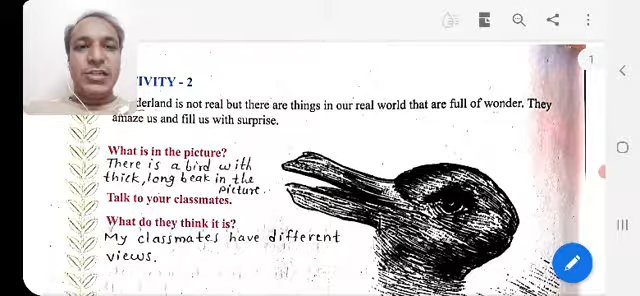 TIVITY - 2
derland is not real but there are things in our real world that are full of wonder. They
amaze us and fill us with surprise.
What is in the picture?
There is a bird with
thick, long beak in the
picture.
Talk to your classmates.
What do they think it is?
My classmates have different
views.
1